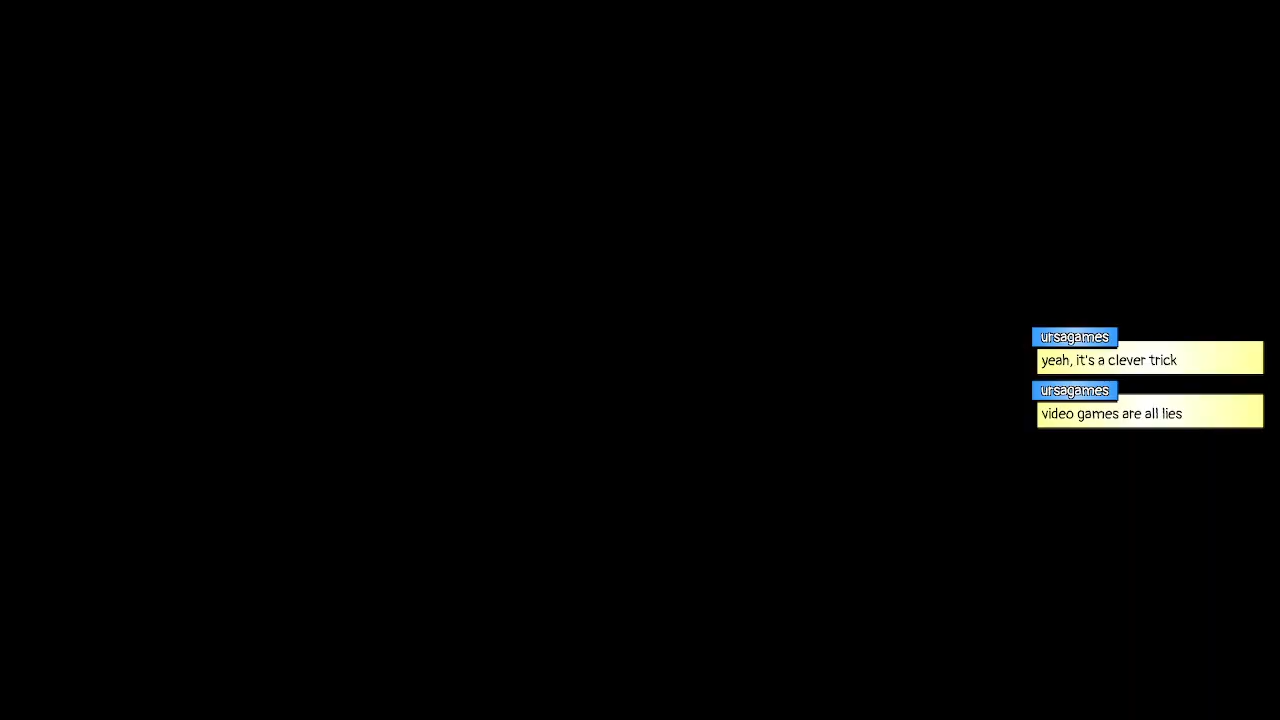 ursagames
yeah, it's a clever trick
ursagames
video games are all lies